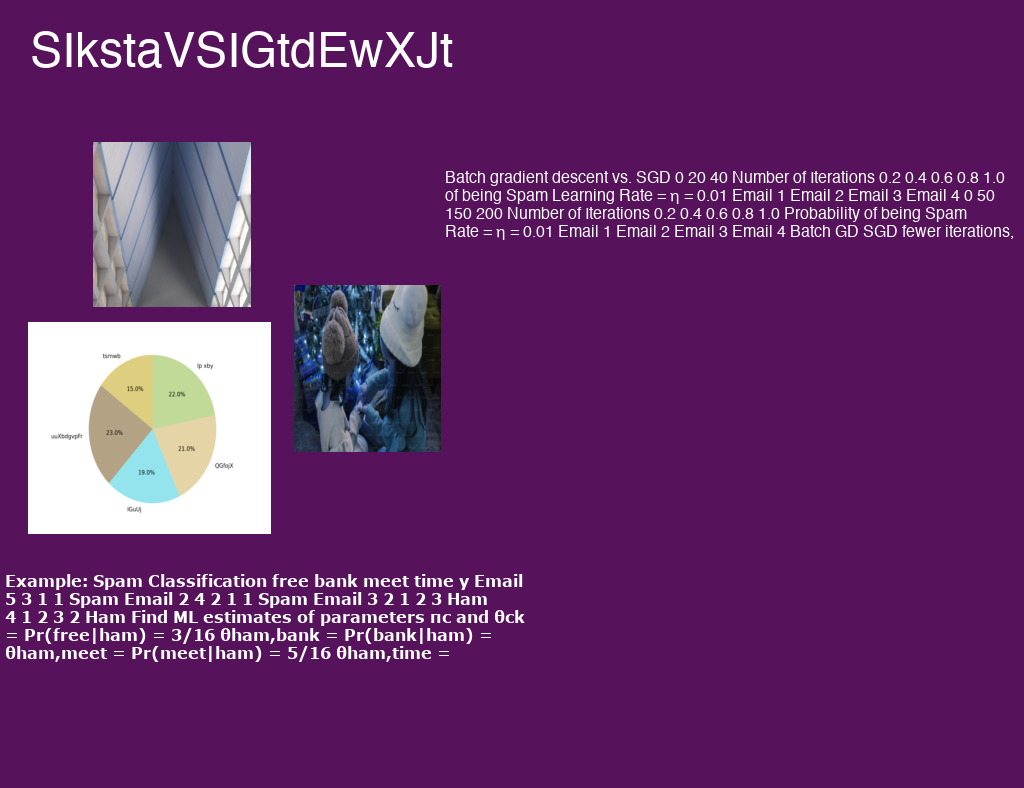 SIkstaVSIGtdEwXJt
Batch gradient descent vs. SGD 0 20 40 Number of Iterations 0.2 0.4 0.6 0.8 1.0
of being Spam Learning Rate = η = 0.01 Email 1 Email 2 Email 3 Email 4 0 50
150 200 Number of Iterations 0.2 0.4 0.6 0.8 1.0 Probability of being Spam
Rate = η = 0.01 Email 1 Email 2 Email 3 Email 4 Batch GD SGD fewer iterations,
tsmwb
lp xby
15.0%
22.0%
uuXbdgvpFr
23.0%
21.0%
QGfojX
19.0%
IGuUj
Example: Spam Classification free bank meet time y Email
5 3 1 1 Spam Email 2 4 2 1 1 Spam Email 3 2 1 2 3 Ham
4 1 2 3 2 Ham Find ML estimates of parameters πc and θck
= Pr(free|ham) = 3/16 θham,bank = Pr(bank|ham) =
θham,meet = Pr(meet|ham) = 5/16 θham,time =